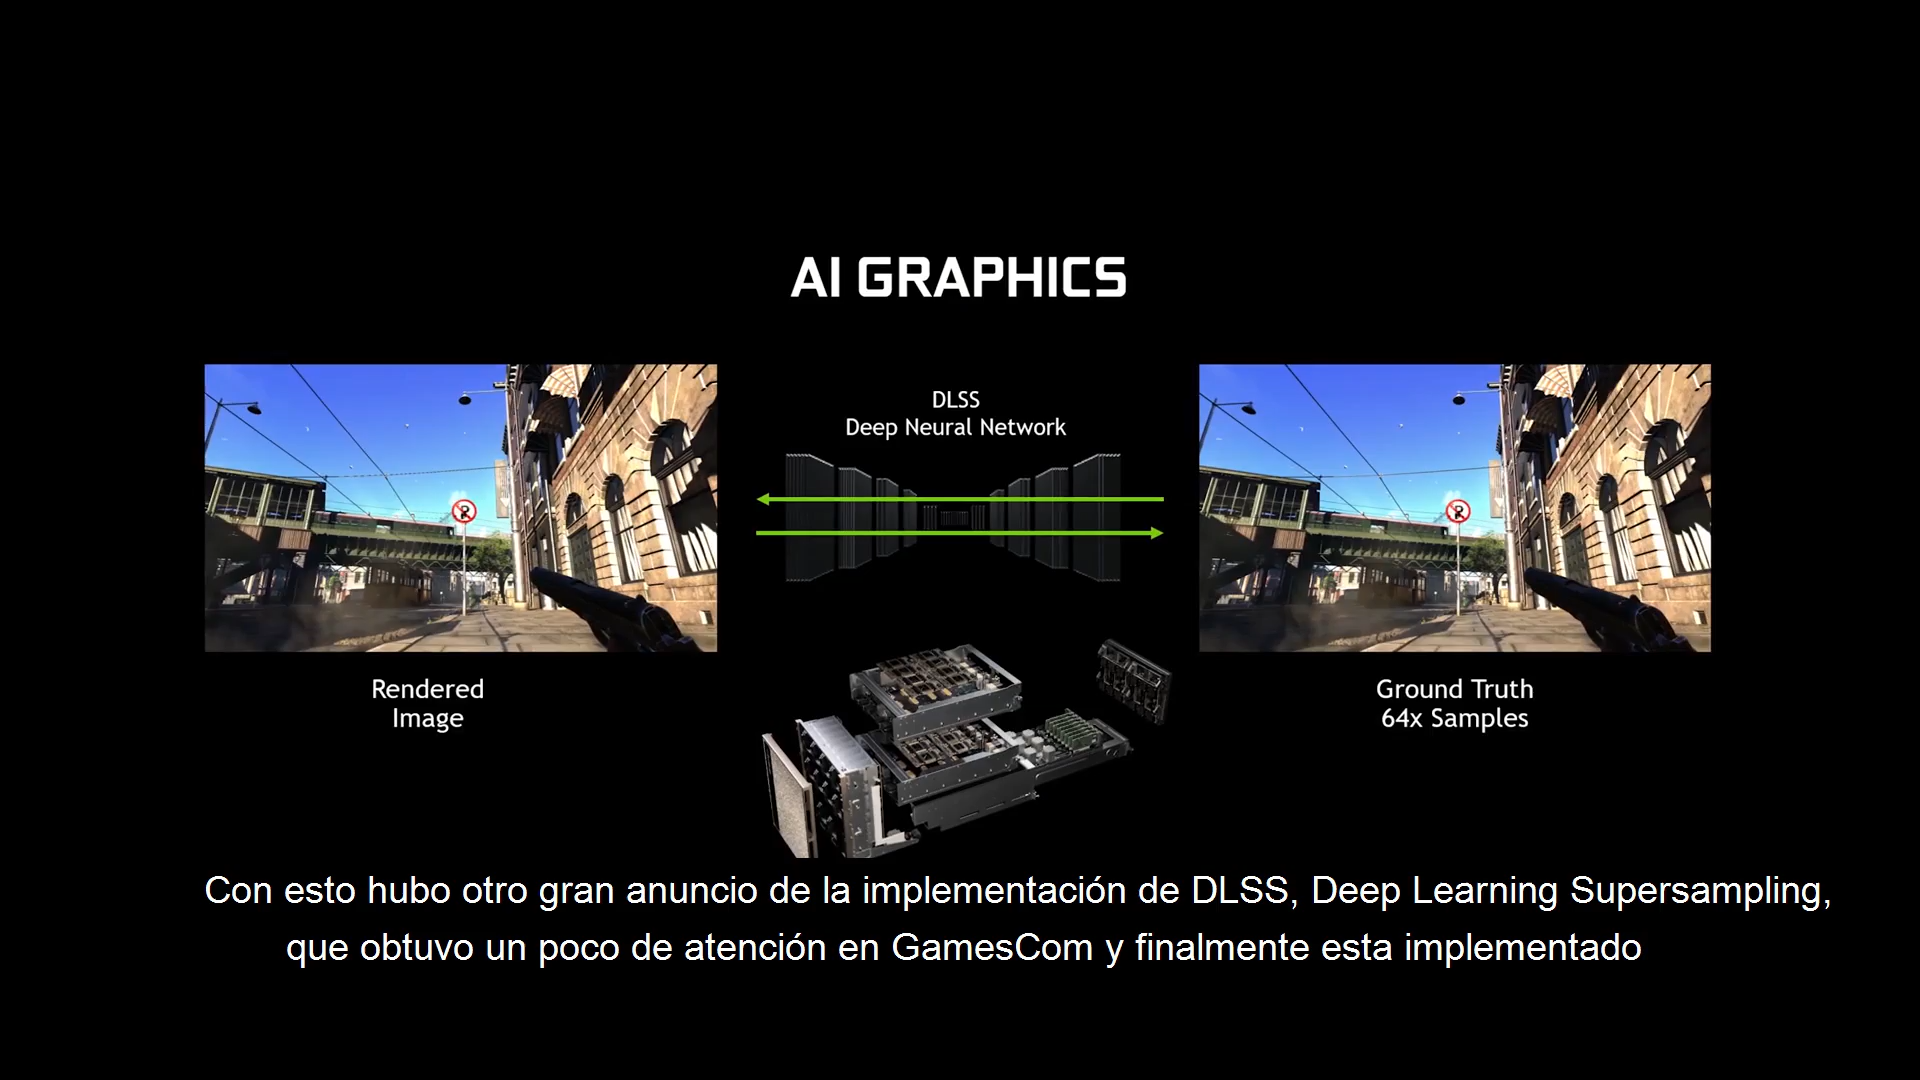 AI GRAPHICS
DLSS
Deep Neural Network
Rendered
Image
Ground Truth
64x Samples
Con esto hubo otro gran anuncio de la implementación de DLSS, Deep Learning Supersampling,
que obtuvo un poco de atención en GamesCom y finalmente esta implementado